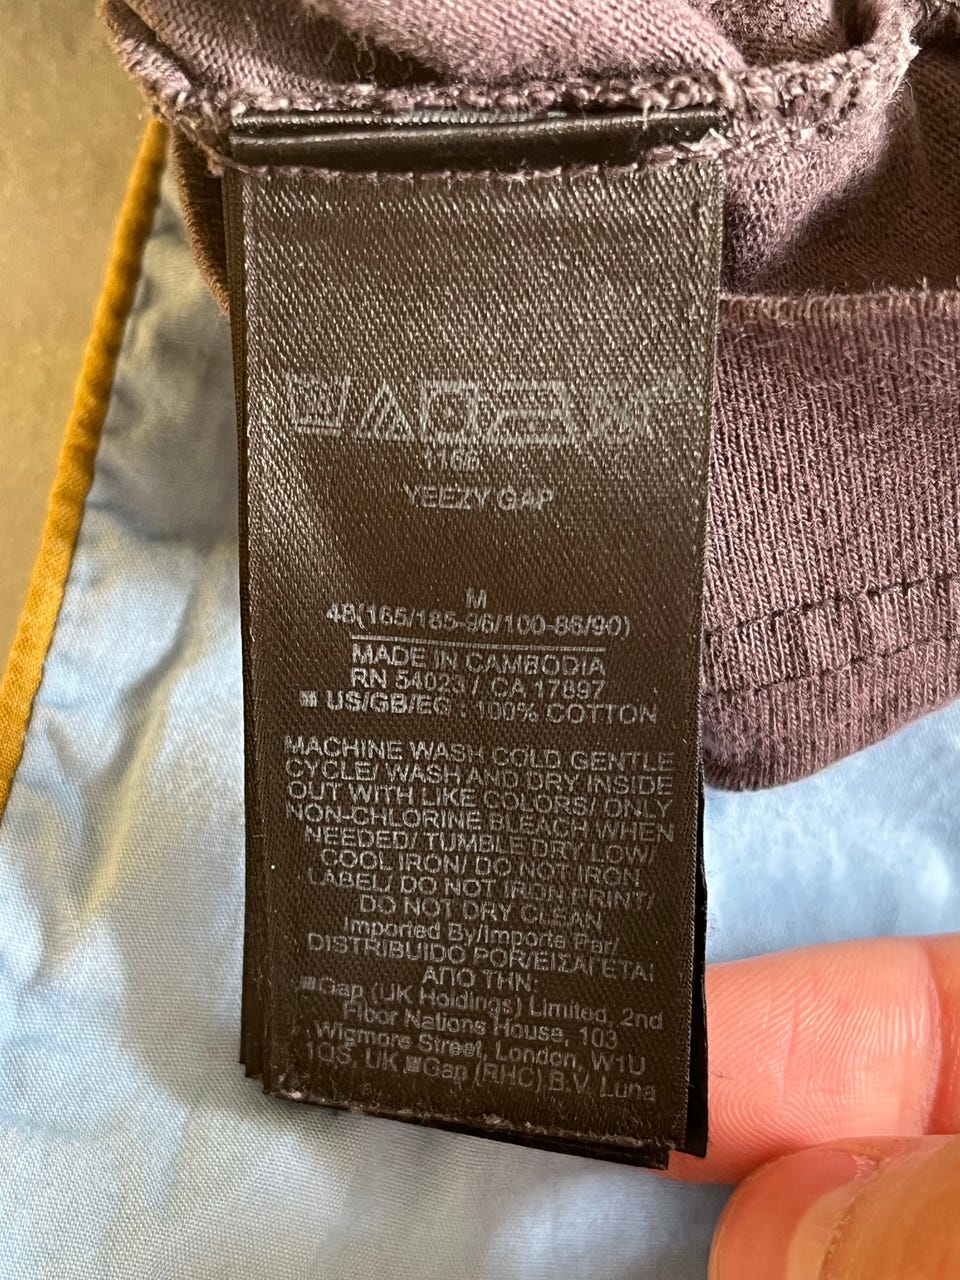 1166
YEEZY GAP
M
48(165/185-96/100-86/90)
MADE IN CAMBODIA
RN 54023 / CA 17897
US/GB/EG : 100% COTTON
MACHINE WASH COLD GENTLE
CYCLE/ WASH AND DRY INSIDE
OUT WITH LIKE COLORS/ ONLY
NON-CHLORINE BLEACH WHEN
NEEDED/ TUMBLE DRY LOW/
COOL IRON/ DO NOT IRON
LABEL/ DO NOT IRON PRINT/
DO NOT DRY CLEAN
Imported By/Importe Par/
DISTRIBUIDO POR/ΕΙΣΑΓΕΤΑΙ
ΑΠΟ ΤΗΝ:
Gap (UK Holdings) Limited, 2nd
Floor Nations House, 103
Wigmore Street, London, W1U
1QS, UK Gap (RHC) B.V. Luna